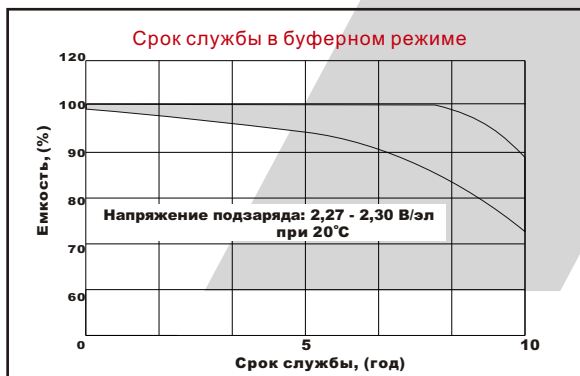 Срок службы в буферном режиме
120
100
90
80
70
60
0
5
10
Емкость, (%)
Напряжение подзаряда: 2,27 - 2,30 В/эл
при 20°С
Срок службы, (год)